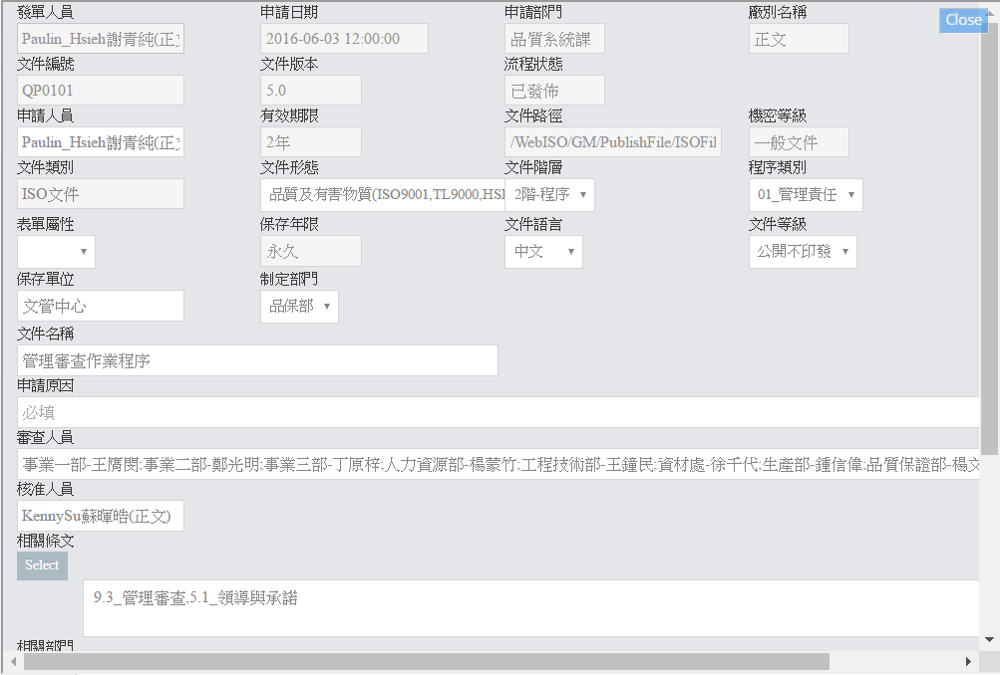 發單人員 申請日期 申請部門 廠別名稱 Close
Paulin_Hsieh謝青純(正文 2016-06-03 12:00:00 品質系統課 正文
文件編號 文件版本 流程狀態
QP0101 5.0 已發佈
申請人員 有效期限 文件路徑 機密等級
Paulin_Hsieh謝青純(正文 2年 /WebISO/GM/PublishFile/ISOFil 一般文件
文件類別 文件形態 文件階層 程序類別
ISO文件 品質及有害物質(ISO9001,TL9000,HSI 2階-程序 01_管理責任
表單屬性 保存年限 文件語言 文件等級
永久 中文 公開不印發
保存單位 制定部門
文管中心 品保部
文件名稱
管理審查作業程序
申請原因
必填
審查人員
事業一部-王膺閔;事業二部-鄭光明;事業三部-丁原梓;人力資源部-楊蒙竹;工程技術部-王鐘民;資材處-徐千代;生產部-鍾信偉;品質保證部-楊文
核准人員
KennySu蘇暉皓(正文)
相關條文
Select
9.3_管理審查,5.1_領導與承諾
相關部門